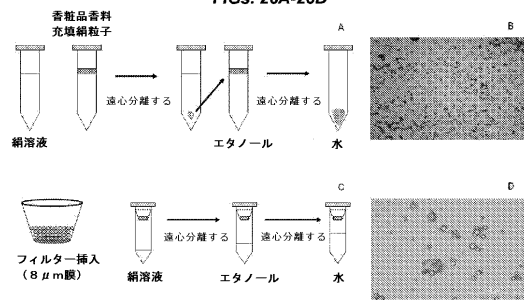 FIGs. 20A-20D
香粧品香料
充填絹粒子
A
B
遠心分離する
遠心分離する
絹溶液
エタノール
水
C
D
遠心分離する
遠心分離する
フィルター挿入
(8μm膜)
絹溶液
エタノール
水